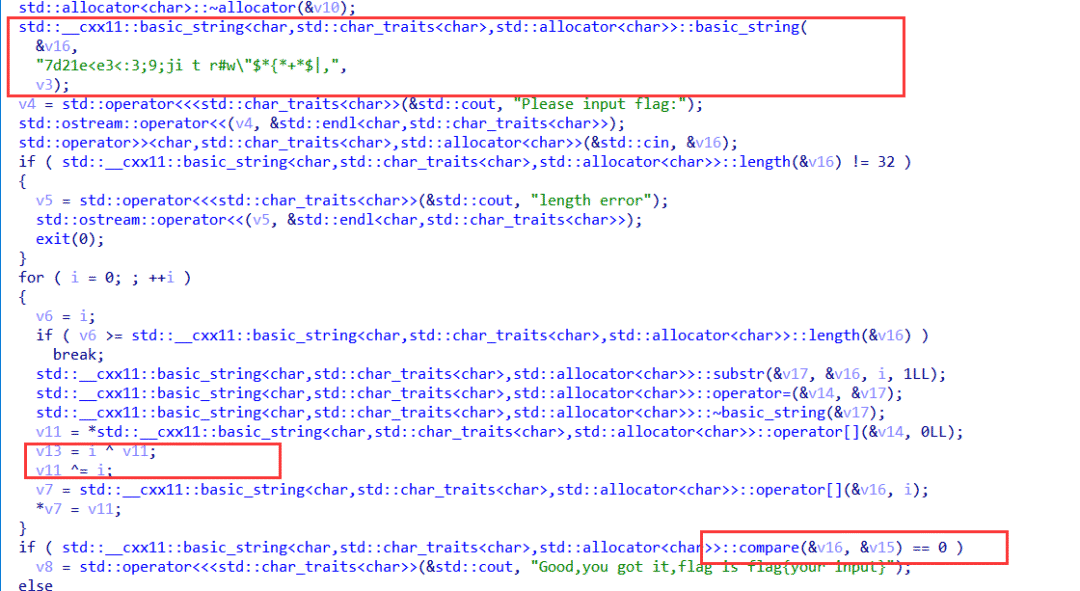 std::allocator<char>::~allocator(&v10);
std::__cxx11::basic_string<char,std::char_traits<char>,std::allocator<char>>::basic_string(
&v16,
"7d21e<e3<:3;9;ji t r#w\"$*{*+*$|,",
v3);
v4 = std::operator<<<std::char_traits<char>>(&std::cout, "Please input flag:");
std::ostream::operator<<(v4, &std::endl<char,std::char_traits<char>>);
std::operator>><char,std::char_traits<char>,std::allocator<char>>(&std::cin, &v16);
if ( std::__cxx11::basic_string<char,std::char_traits<char>,std::allocator<char>>::length(&v16) != 32 )
{
v5 = std::operator<<<std::char_traits<char>>(&std::cout, "length error");
std::ostream::operator<<(v5, &std::endl<char,std::char_traits<char>>);
exit(0);
}
for ( i = 0; ; ++i )
{
v6 = i;
if ( v6 >= std::__cxx11::basic_string<char,std::char_traits<char>,std::allocator<char>>::length(&v16) )
break;
std::__cxx11::basic_string<char,std::char_traits<char>,std::allocator<char>>::substr(&v17, &v16, i, 1LL);
std::__cxx11::basic_string<char,std::char_traits<char>,std::allocator<char>>::operator=(&v14, &v17);
std::__cxx11::basic_string<char,std::char_traits<char>,std::allocator<char>>::~basic_string(&v17);
v11 = *std::__cxx11::basic_string<char,std::char_traits<char>,std::allocator<char>>::operator[](&v14, 0LL);
v13 = i ^ v11;
v11 ^= i;
v7 = std::__cxx11::basic_string<char,std::char_traits<char>,std::allocator<char>>::operator[](&v16, i);
*v7 = v11;
}
if ( std::__cxx11::basic_string<char,std::char_traits<char>,std::allocator<char>>::compare(&v16, &v15) == 0 )
v8 = std::operator<<<std::char_traits<char>>(&std::cout, "Good,you got it,flag is flag{your input}");
else